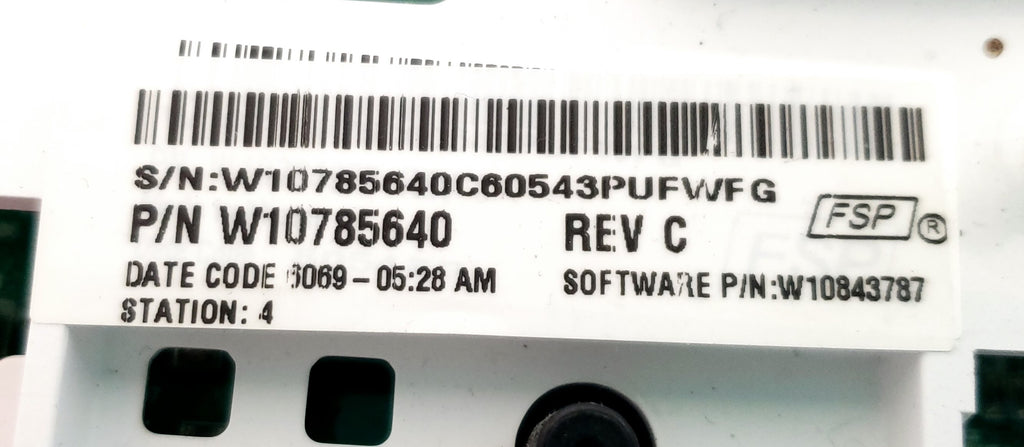 S/N:W10785640C60543PUFWFG
P/N W10785640 REV C FSP ®
DATE CODE 6069-05:28 AM SOFTWARE P/N:W10843787
STATION: 4